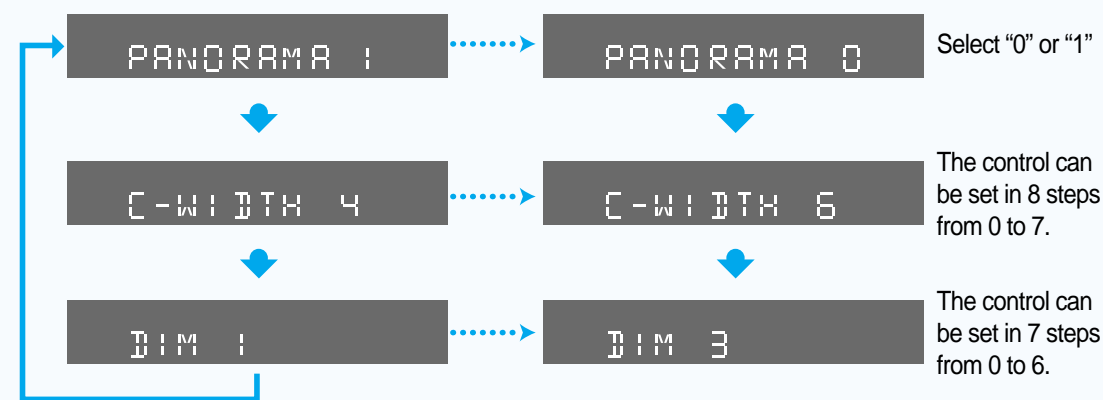 PANORAMA 1
PANORAMA 0
Select “0” or “1”
C-WIDTH 4
C-WIDTH 6
The control can
be set in 8 steps
from 0 to 7.
DIM 1
DIM 3
The control can
be set in 7 steps
from 0 to 6.